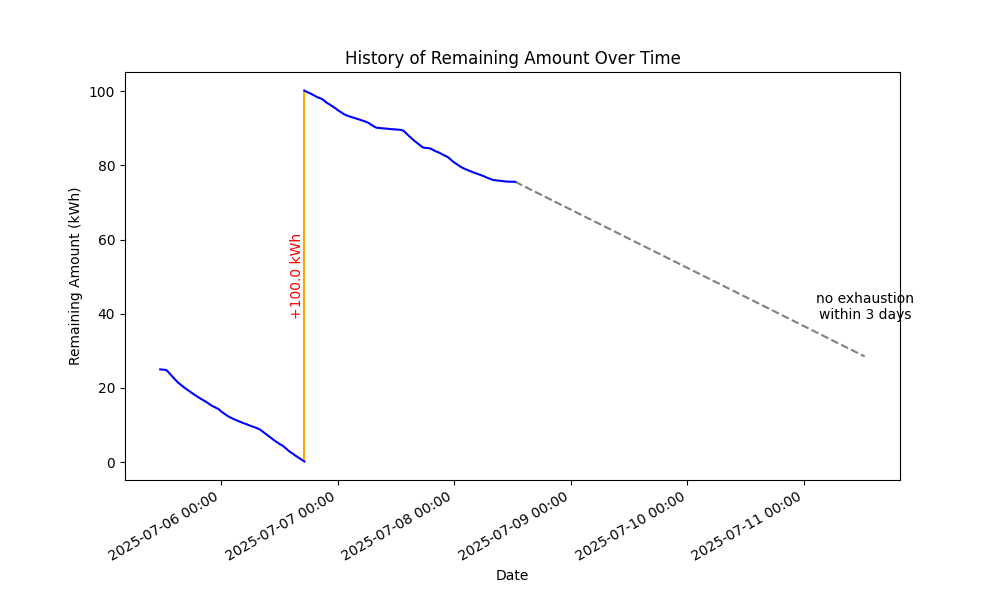 History of Remaining Amount Over Time
Remaining Amount (kWh)
100
80
60
40
20
0
+100.0 kWh
no exhaustion
within 3 days
2025-07-06 00:00
2025-07-07 00:00
2025-07-08 00:00
2025-07-09 00:00
2025-07-10 00:00
2025-07-11 00:00
Date